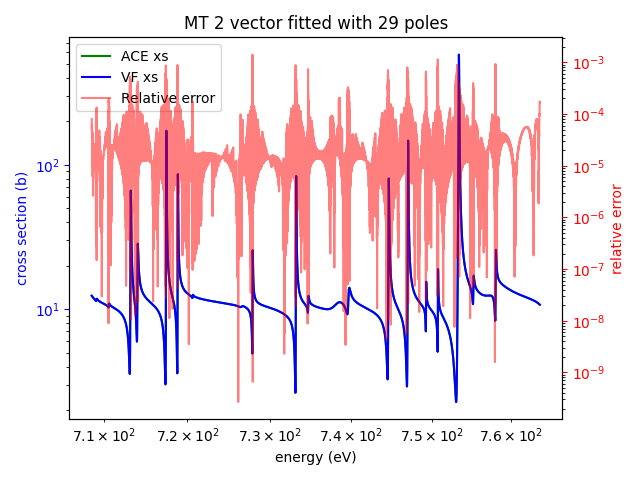 MT 2 vector fitted with 29 poles
ACE xs
VF xs
Relative error
cross section (b)
10²
10¹
relative error
10⁻³
10⁻⁴
10⁻⁵
10⁻⁶
10⁻⁷
10⁻⁸
10⁻⁹
7.1 × 10² 7.2 × 10² 7.3 × 10² 7.4 × 10² 7.5 × 10² 7.6 × 10²
energy (eV)